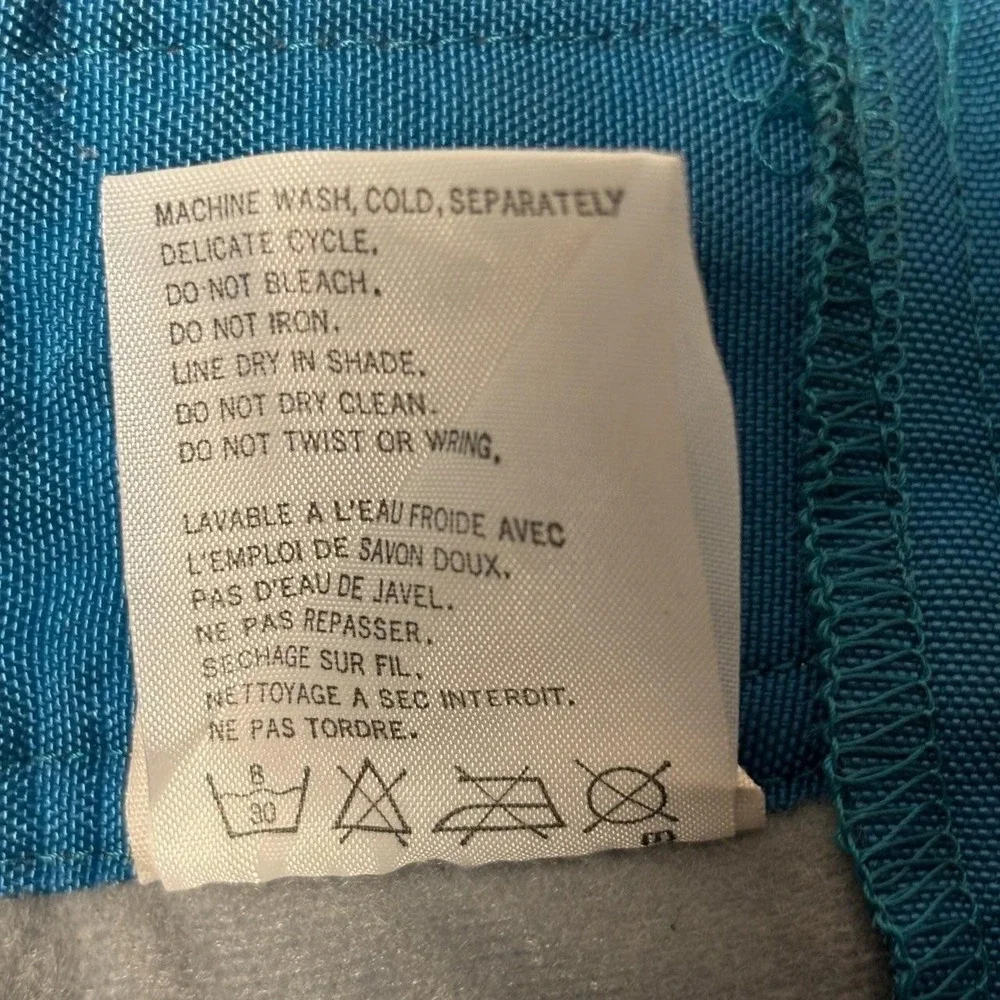 MACHINE WASH, COLD, SEPARATELY
DELICATE CYCLE.
DO NOT BLEACH.
DO NOT IRON.
LINE DRY IN SHADE.
DO NOT DRY CLEAN.
DO NOT TWIST OR WRING.
LAVABLE A L'EAU FROIDE AVEC
L'EMPLOI DE SAVON DOUX.
PAS D'EAU DE JAVEL.
NE PAS REPASSER.
SECHAGE SUR FIL.
NETTOYAGE A SEC INTERDIT.
NE PAS TORDRE.
8
30